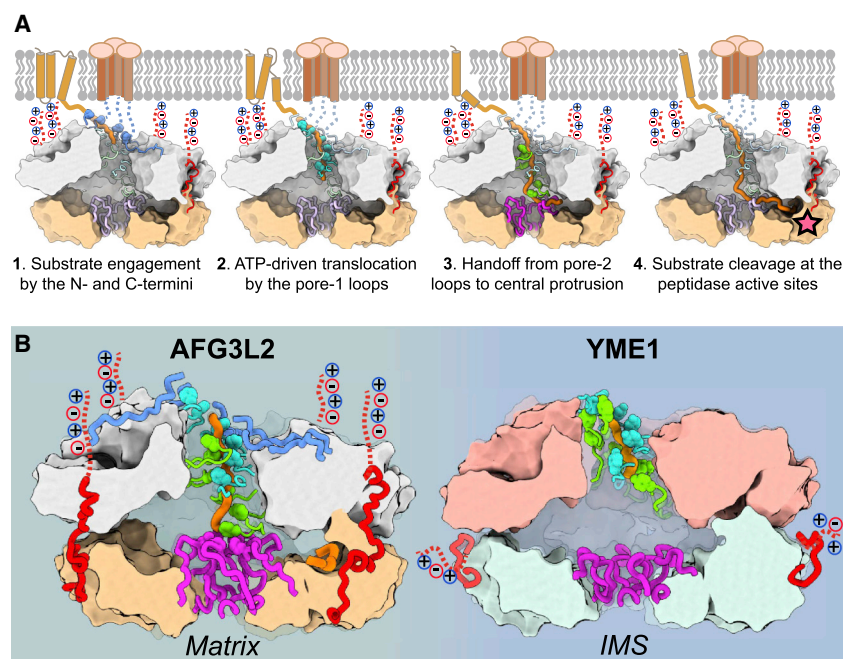 A
1. Substrate engagement
by the N- and C-termini
2. ATP-driven translocation
by the pore-1 loops
3. Handoff from pore-2
loops to central protrusion
4. Substrate cleavage at the
peptidase active sites
B
AFG3L2
YME1
Matrix
IMS